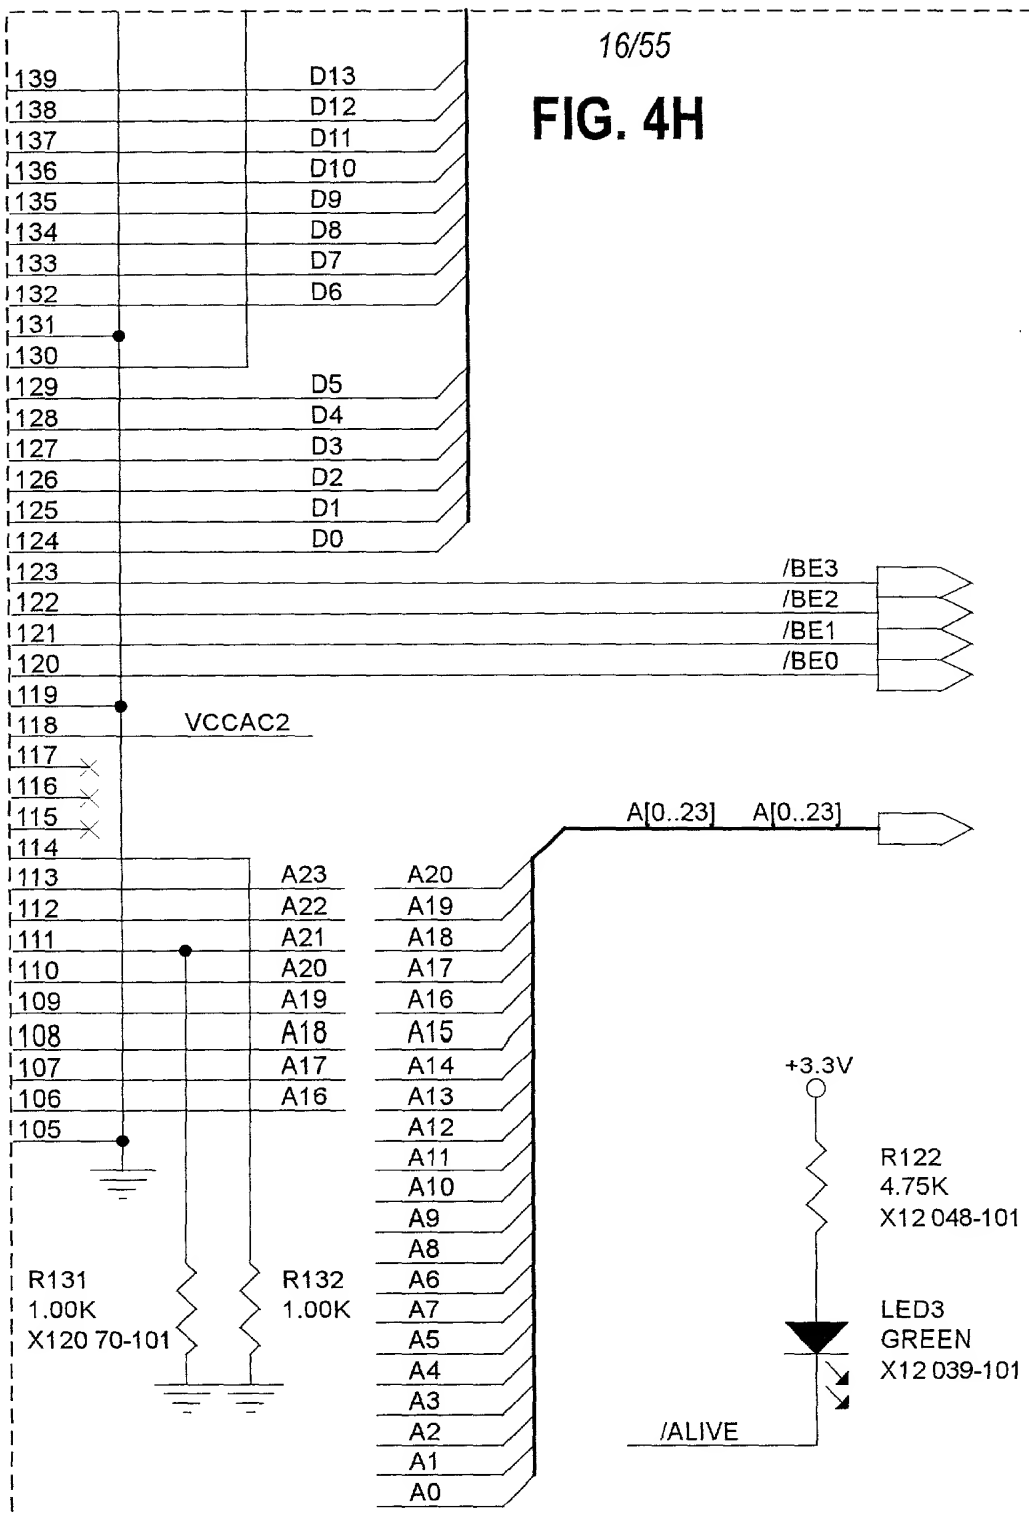 16/55
FIG. 4H
139 D13
138 D12
137 D11
136 D10
135 D9
134 D8
133 D7
132 D6
131
130
129 D5
128 D4
127 D3
126 D2
125 D1
124 D0
123 /BE3
122 /BE2
121 /BE1
120 /BE0
119
118 VCCAC2
117
116
115
A[0..23] A[0..23]
114
113 A23 A20
112 A22 A19
111 A21 A18
110 A20 A17
109 A19 A16
108 A18 A15
107 A17 A14
106 A16 A13
105 A12
A11
A10
A9
A8
A6
A7
A5
A4
A3
A2
A1
A0
R131
1.00K
X120 70-101
R132
1.00K
+3.3V
R122
4.75K
X12 048-101
LED3
GREEN
X12 039-101
/ALIVE